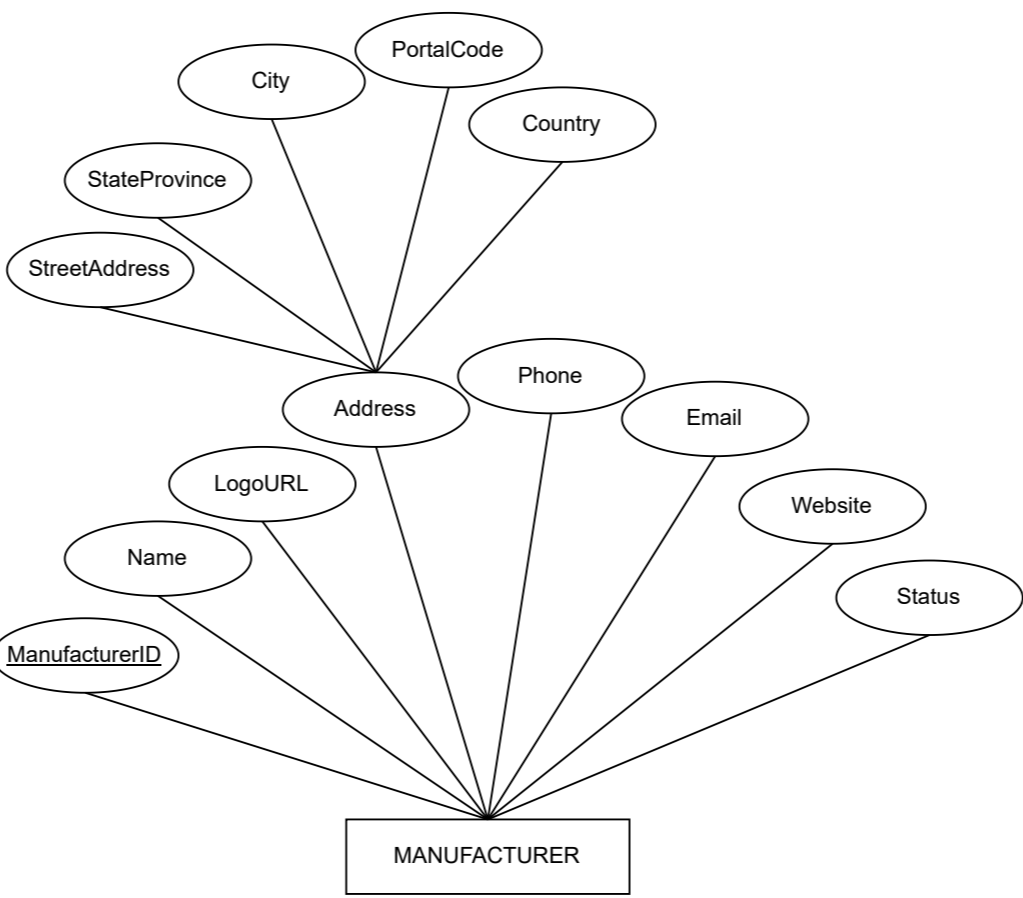 PortalCode
City
Country
StateProvince
StreetAddress
Phone
Address
Email
LogoURL
Website
Name
Status
ManufacturerID
MANUFACTURER